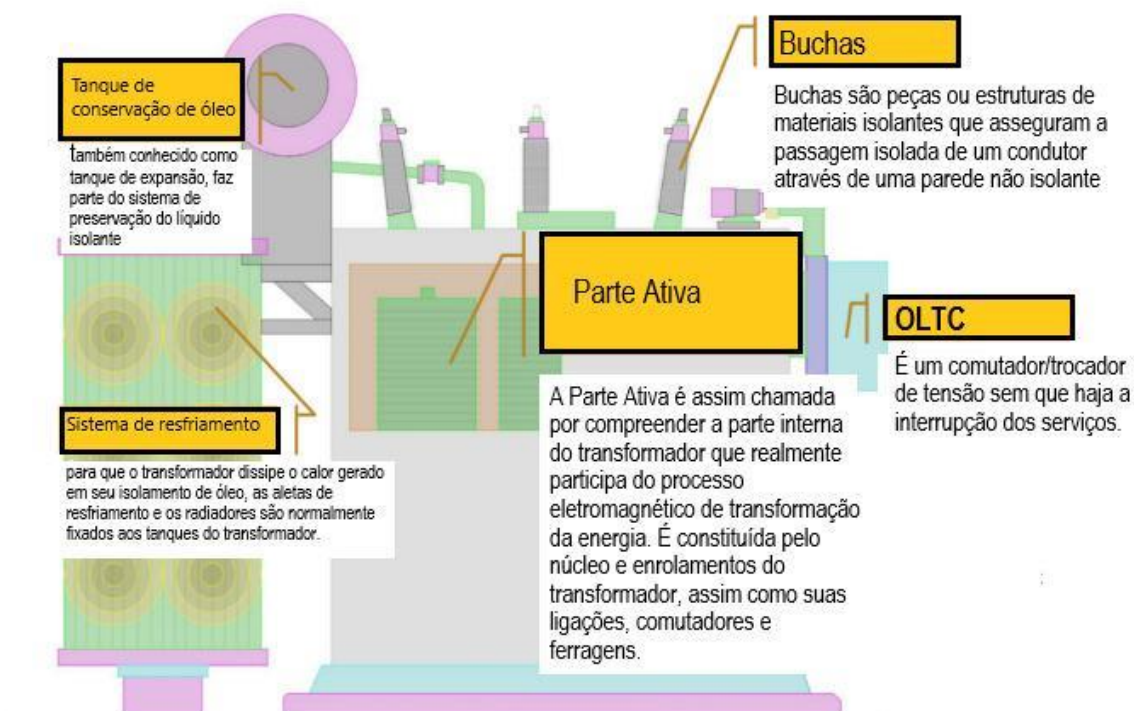 Tanque de
conservação de óleo
também conhecido como
tanque de expansão, faz
parte do sistema de
preservação do líquido
isolante
Buchas
Buchas são peças ou estruturas de
materiais isolantes que asseguram a
passagem isolada de um condutor
através de uma parede não isolante
Parte Ativa
A Parte Ativa é assim chamada
por compreender a parte interna
do transformador que realmente
participa do processo
eletromagnético de transformação
da energia. É constituída pelo
núcleo e enrolamentos do
transformador, assim como suas
ligações, comutadores e
ferragens.
OLTC
É um comutador/trocador
de tensão sem que haja a
interrupção dos serviços.
Sistema de resfriamento
para que o transformador dissipe o calor gerado
em seu isolamento de óleo, as aletas de
resfriamento e os radiadores são normalmente
fixados aos tanques do transformador.